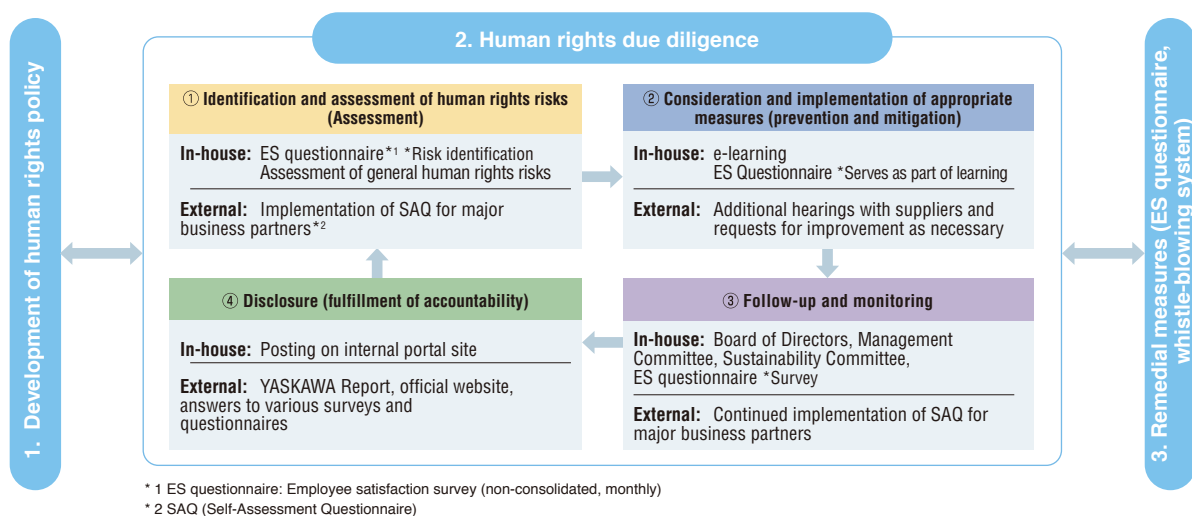 1. Development of human rights policy
2. Human rights due diligence
① Identification and assessment of human rights risks
(Assessment)
In-house: ES questionnaire*1 *Risk identification
Assessment of general human rights risks
External: Implementation of SAQ for major
business partners*2
② Consideration and implementation of appropriate
measures (prevention and mitigation)
In-house: e-learning
ES Questionnaire *Serves as part of learning
External: Additional hearings with suppliers and
requests for improvement as necessary
④ Disclosure (fulfillment of accountability)
In-house: Posting on internal portal site
External: YASKAWA Report, official website,
answers to various surveys and
questionnaires
③ Follow-up and monitoring
In-house: Board of Directors, Management
Committee, Sustainability Committee,
ES questionnaire *Survey
External: Continued implementation of SAQ for
major business partners
3. Remedial measures (ES questionnaire,
whistle-blowing system)
* 1 ES questionnaire: Employee satisfaction survey (non-consolidated, monthly)
* 2 SAQ (Self-Assessment Questionnaire)